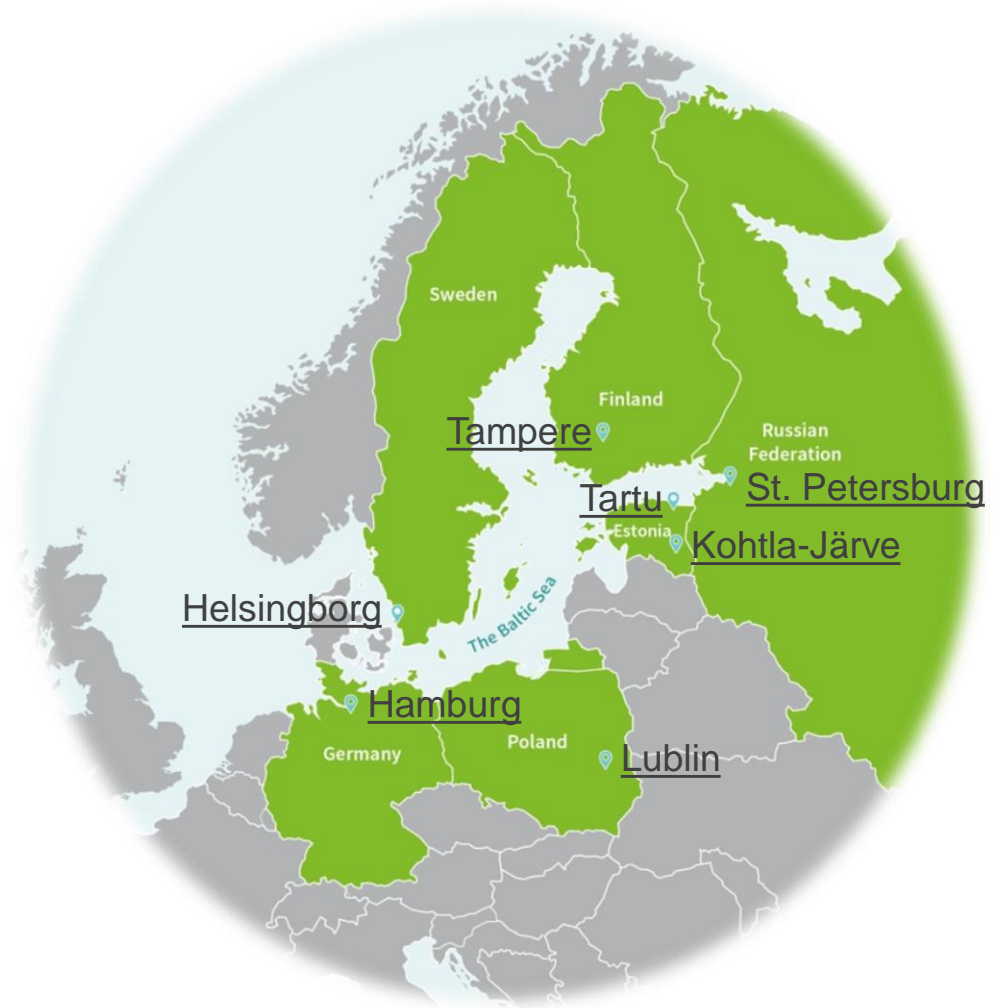 Sweden
Finland
Tampere
Russian
Federation
St. Petersburg
Tartu
Estonia
Kohtla-Järve
The Baltic Sea
Helsingborg
Hamburg
Germany
Poland
Lublin